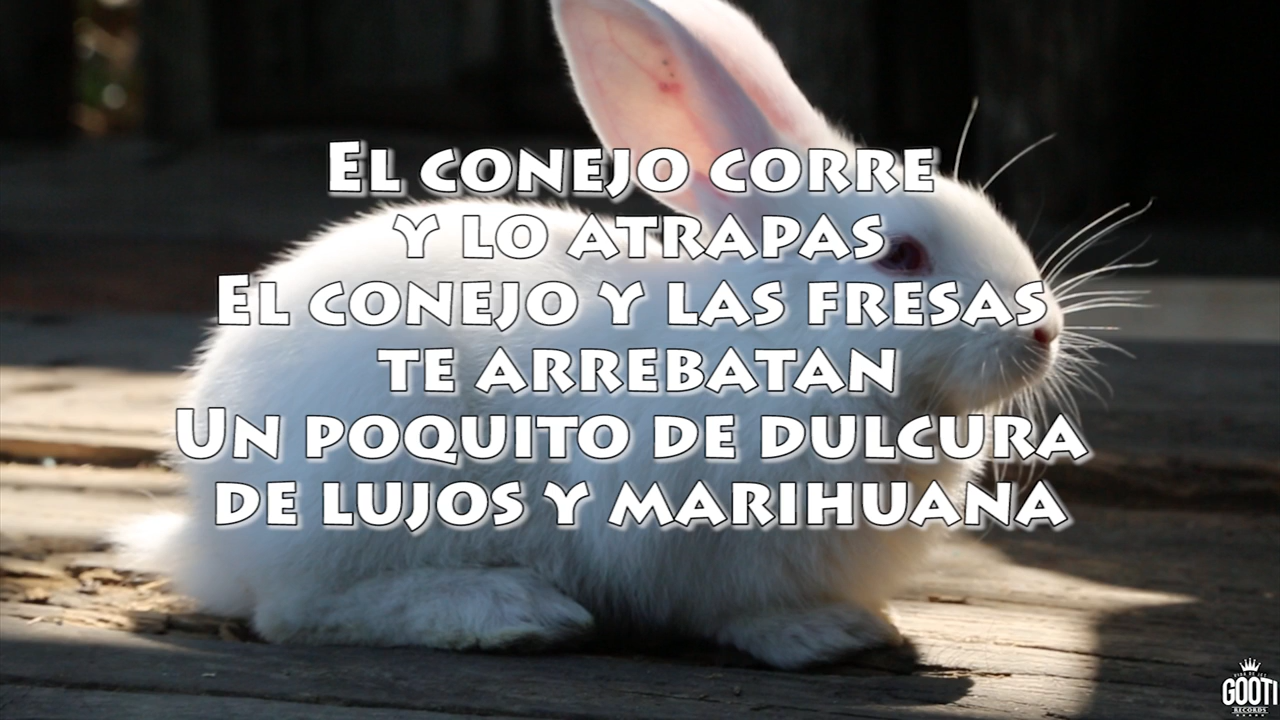 El conejo corre
y lo atrapas
El conejo y las fresas
te arrebatan
Un poquito de dulcura
de lujos y marihuana
GOOTI
RECORDS